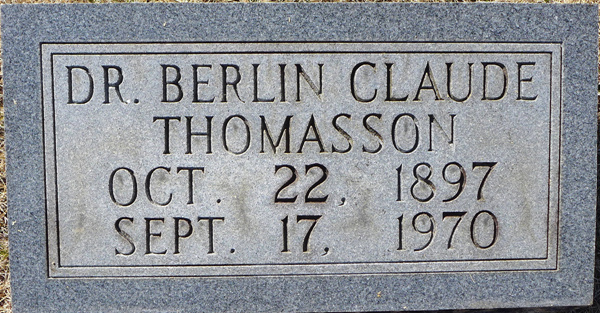 DR. BERLIN CLAUDE
THOMASSON
OCT. 22, 1897
SEPT. 17, 1970